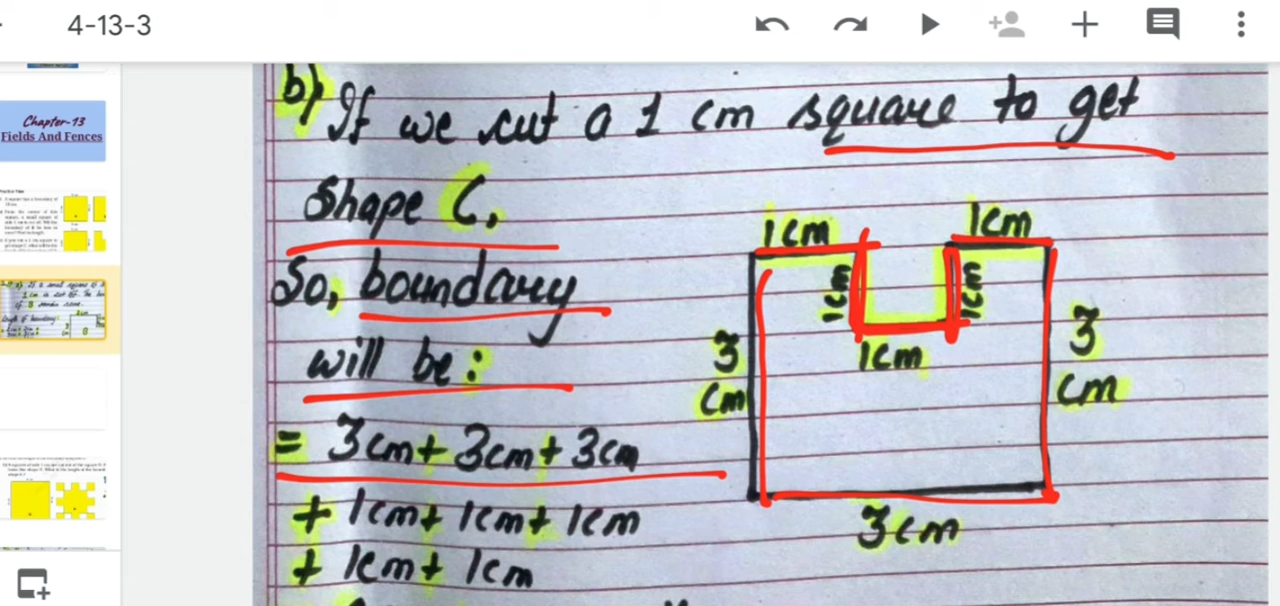 4-13-3
Chapter-13
Fields And Fences
b) If we cut a 1 cm square to get
Shape C,
So, boundary
will be:
= 3cm + 3cm + 3cm
+ 1cm + 1cm + 1cm
+ 1cm + 1cm
1cm
1cm
1cm
1cm
1cm
3
cm
3
cm
3cm